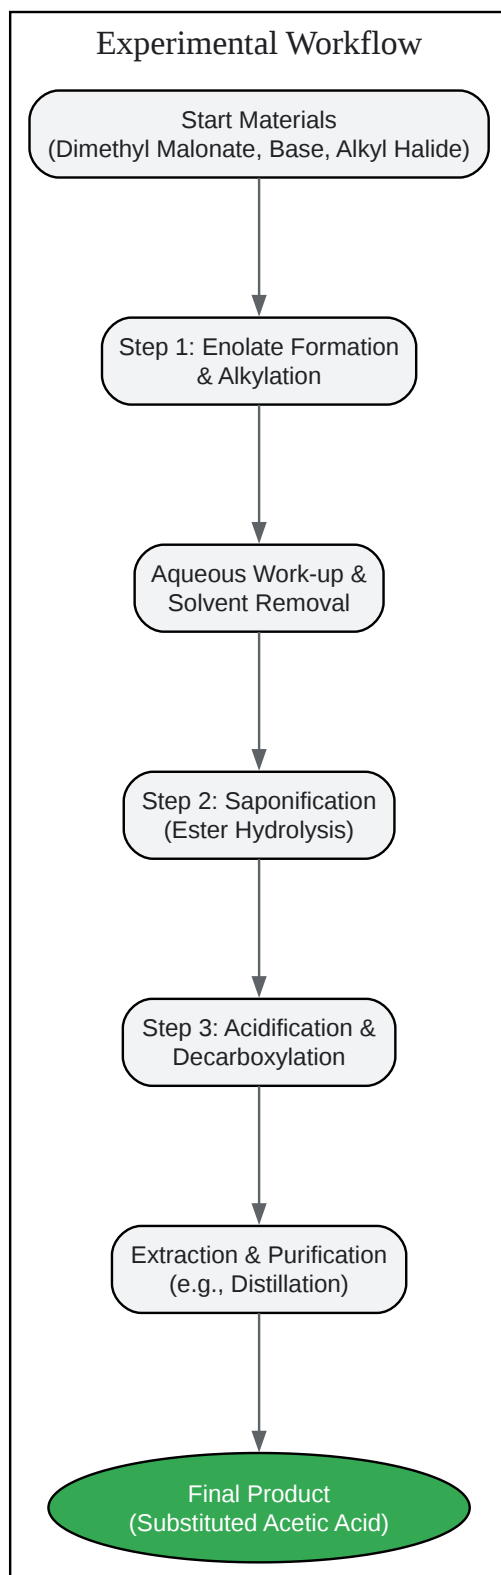 Experimental Workflow
Start Materials
(Dimethyl Malonate, Base, Alkyl Halide)
Step 1: Enolate Formation
& Alkylation
Aqueous Work-up &
Solvent Removal
Step 2: Saponification
(Ester Hydrolysis)
Step 3: Acidification &
Decarboxylation
Extraction & Purification
(e.g., Distillation)
Final Product
(Substituted Acetic Acid)